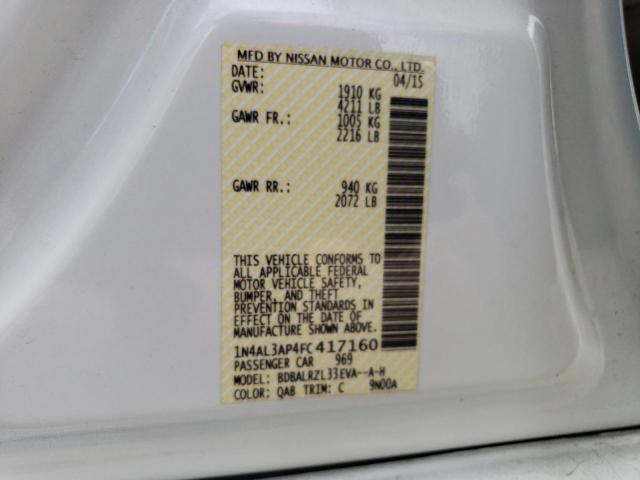 MFD BY NISSAN MOTOR CO., LTD.
DATE: 04/15
GVWR: 1910 KG
4211 LB
GAWR FR.: 1005 KG
2216 LB
GAWR RR.: 940 KG
2072 LB
THIS VEHICLE CONFORMS TO
ALL APPLICABLE FEDERAL
MOTOR VEHICLE SAFETY,
BUMPER, AND THEFT
PREVENTION STANDARDS IN
EFFECT ON THE DATE OF
MANUFACTURE SHOWN ABOVE.
1N4AL3AP4FC417160
PASSENGER CAR 969
MODEL: BDBALRZL33EVA--A-H
COLOR: QAB TRIM: C 9N00A